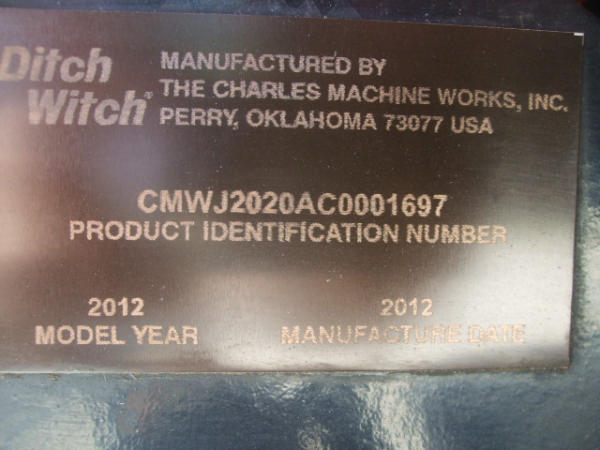 Ditch Witch®
MANUFACTURED BY
THE CHARLES MACHINE WORKS, INC.
PERRY, OKLAHOMA 73077 USA
CMWJ2020AC0001697
PRODUCT IDENTIFICATION NUMBER
2012
MODEL YEAR
2012
MANUFACTURE DATE